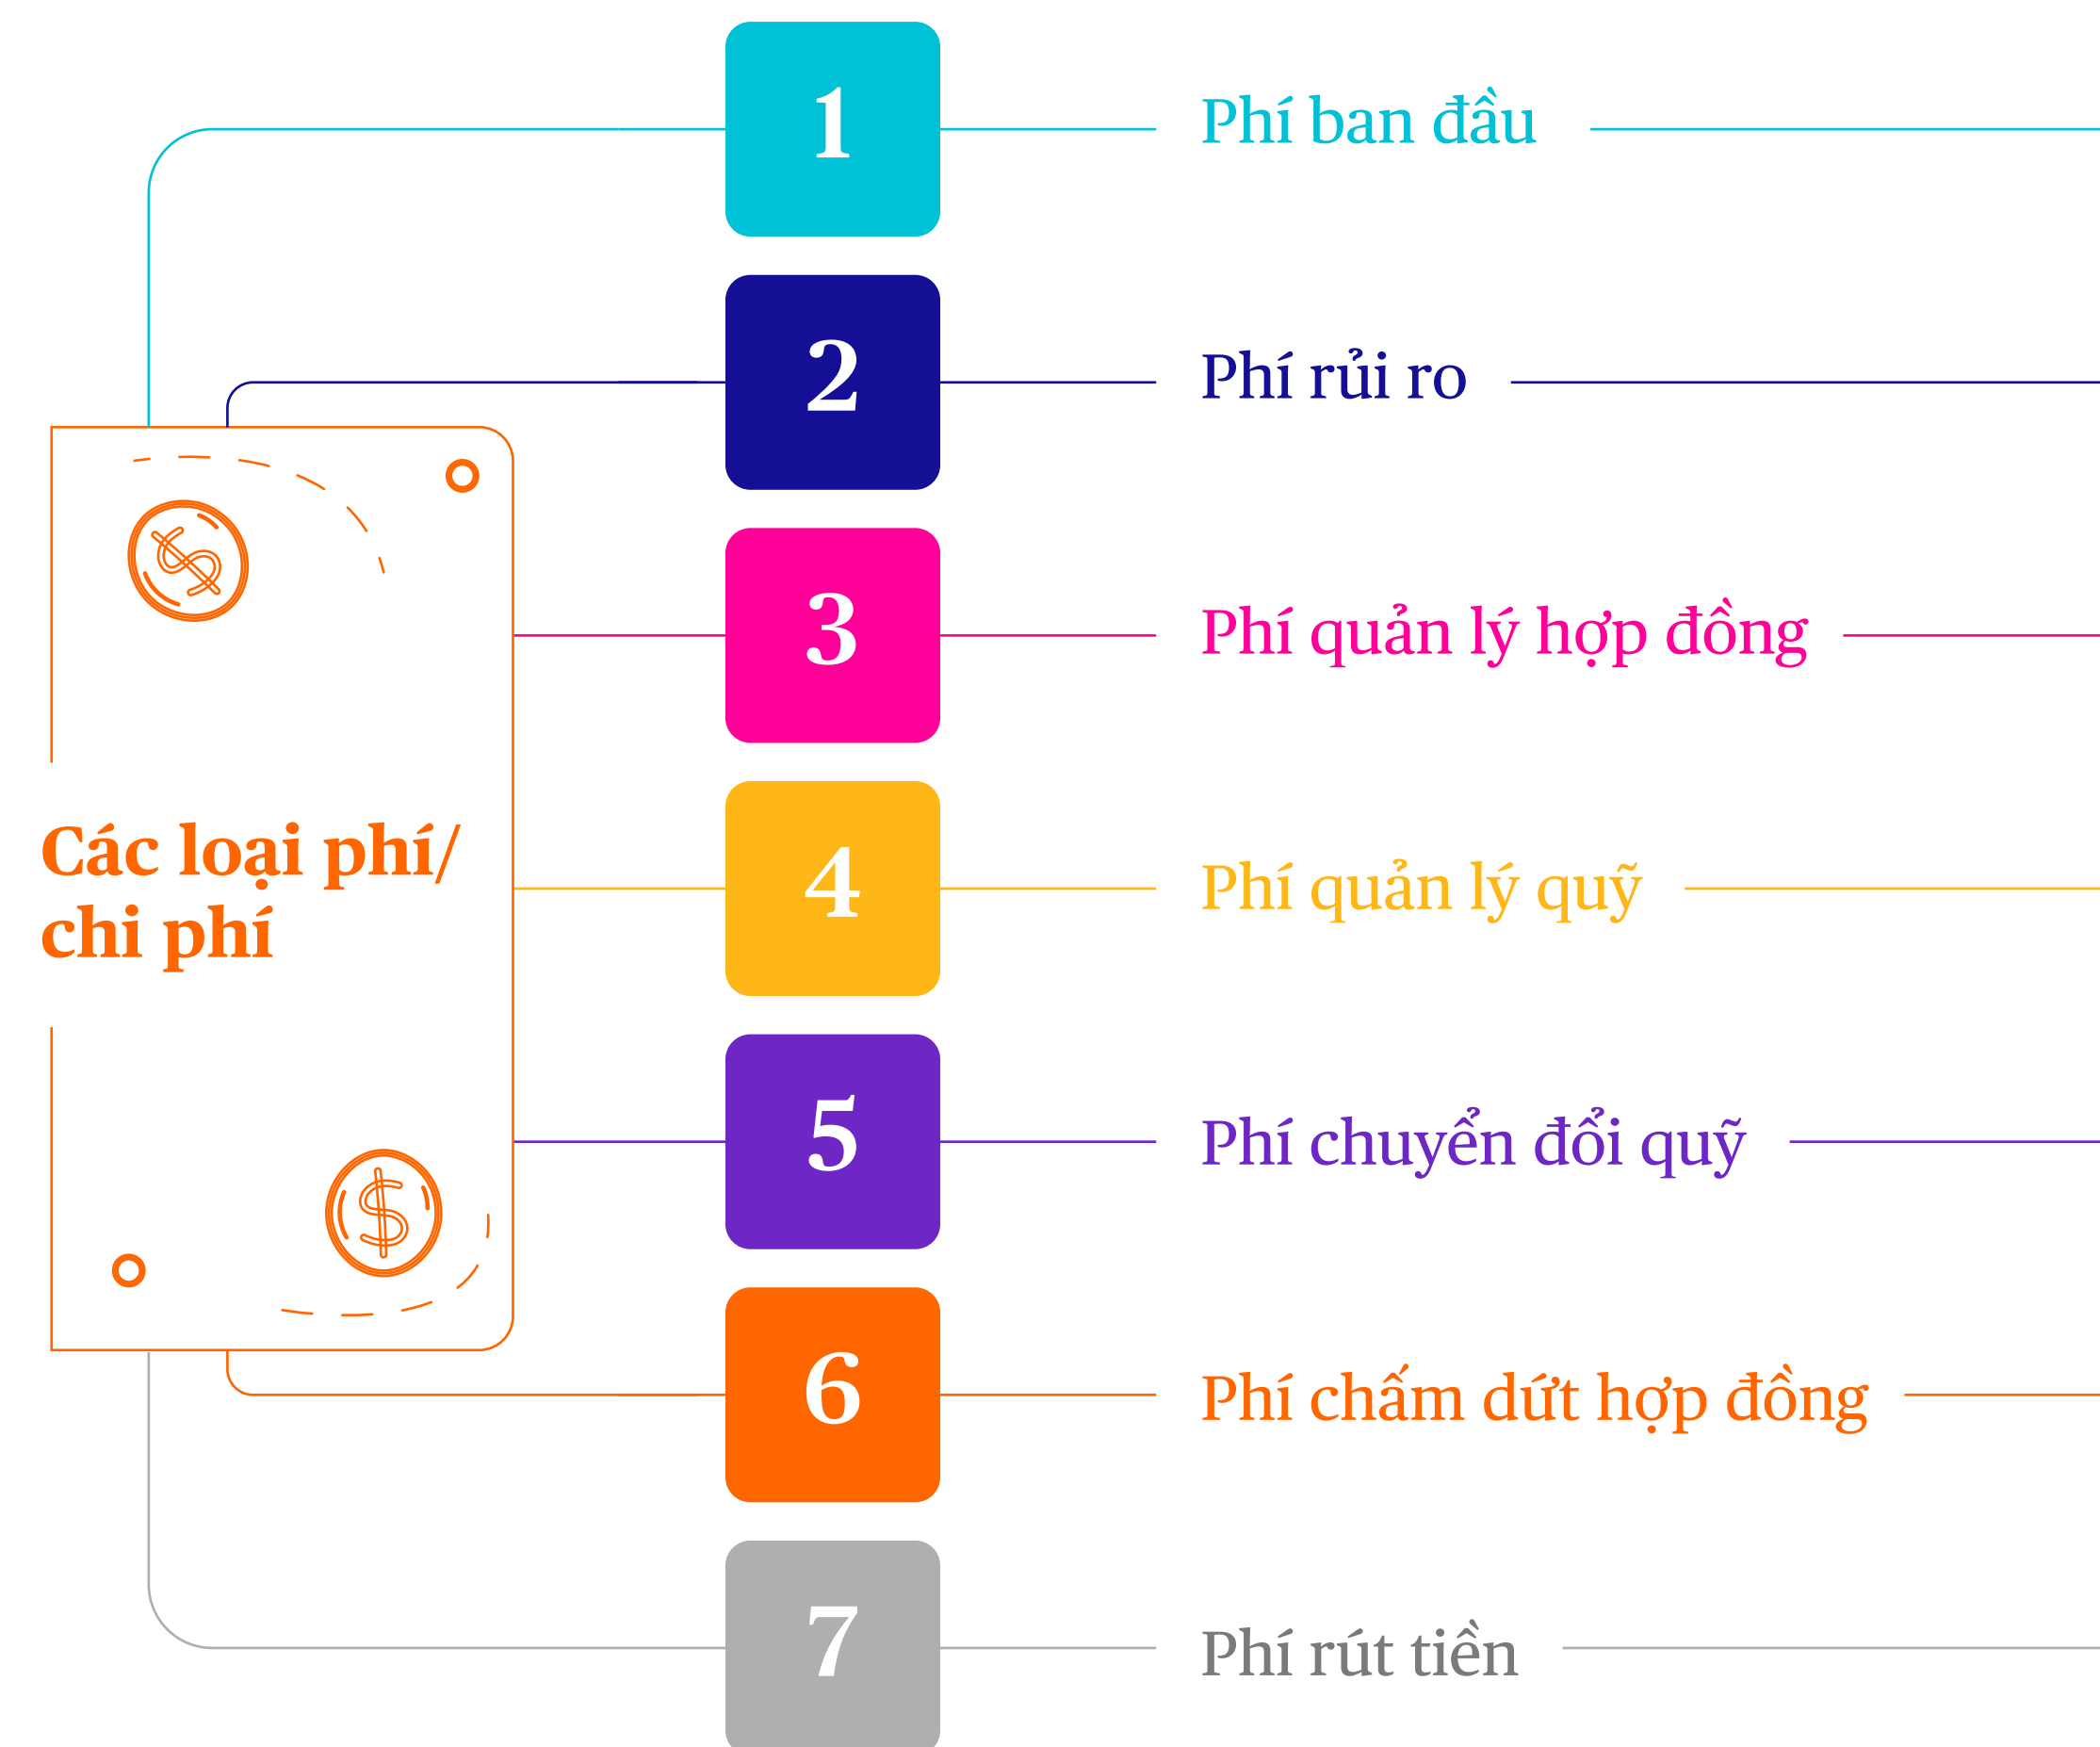 1
Phí ban đầu
2
Phí rủi ro
3
Phí quản lý hợp đồng
Các loại phí/
chi phí
4
Phí quản lý quỹ
5
Phí chuyển đổi quỹ
6
Phí chấm dứt hợp đồng
7
Phí rút tiền